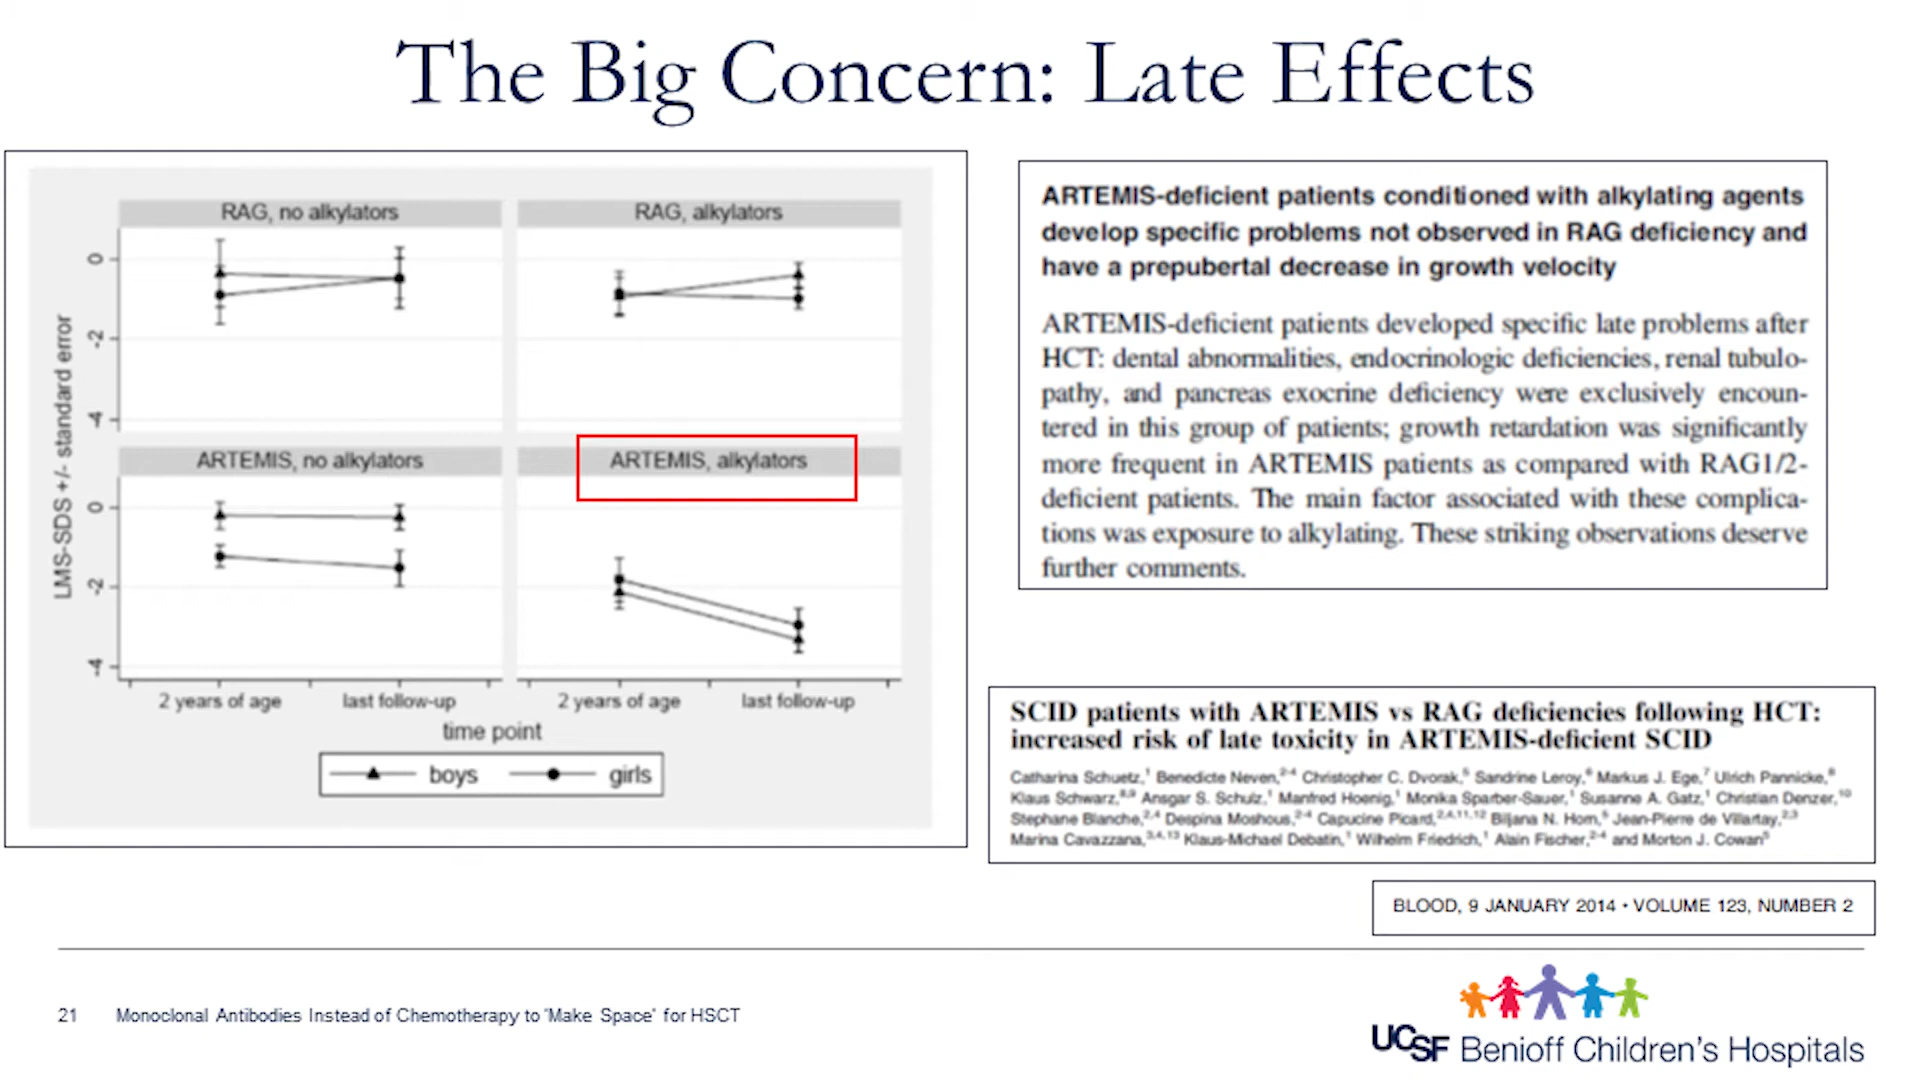 The Big Concern: Late Effects
RAG, no alkylators
RAG, alkylators
0
-2
-4
ARTEMIS, no alkylators
ARTEMIS, alkylators
0
-2
-4
LMS-SDS +/- standard error
2 years of age
last follow-up
2 years of age
last follow-up
time point
boys
girls
ARTEMIS-deficient patients conditioned with alkylating agents
develop specific problems not observed in RAG deficiency and
have a prepubertal decrease in growth velocity
ARTEMIS-deficient patients developed specific late problems after
HCT: dental abnormalities, endocrinologic deficiencies, renal tubulo-
pathy, and pancreas exocrine deficiency were exclusively encoun-
tered in this group of patients; growth retardation was significantly
more frequent in ARTEMIS patients as compared with RAG1/2-
deficient patients. The main factor associated with these complica-
tions was exposure to alkylating. These striking observations deserve
further comments.
SCID patients with ARTEMIS vs RAG deficiencies following HCT:
increased risk of late toxicity in ARTEMIS-deficient SCID
Catharina Schuetz,¹ Benedicte Neven,²⁻⁴ Christopher C. Dvorak,⁵ Sandrine Leroy,⁶ Markus J. Ege,⁷ Ulrich Pannicke,⁸
Klaus Schwarz,⁸,⁹ Ansgar S. Schulz,¹ Manfred Hoenig,¹ Monika Sparber-Sauer,¹ Susanne A. Gatz,¹ Christian Denzer,¹⁰
Stephane Blanche,²,⁴ Despina Moshous,²⁻⁴ Capucine Picard,²,⁴,¹¹,¹² Biljana N. Horn,⁵ Jean-Pierre de Villartay,²,³
Marina Cavazzana,³,⁴,¹³ Klaus-Michael Debatin,¹ Wilhelm Friedrich,¹ Alain Fischer,²⁻⁴ and Morton J. Cowan⁵
BLOOD, 9 JANUARY 2014 • VOLUME 123, NUMBER 2
21 Monoclonal Antibodies Instead of Chemotherapy to 'Make Space' for HSCT
UCSF Benioff Children's Hospitals